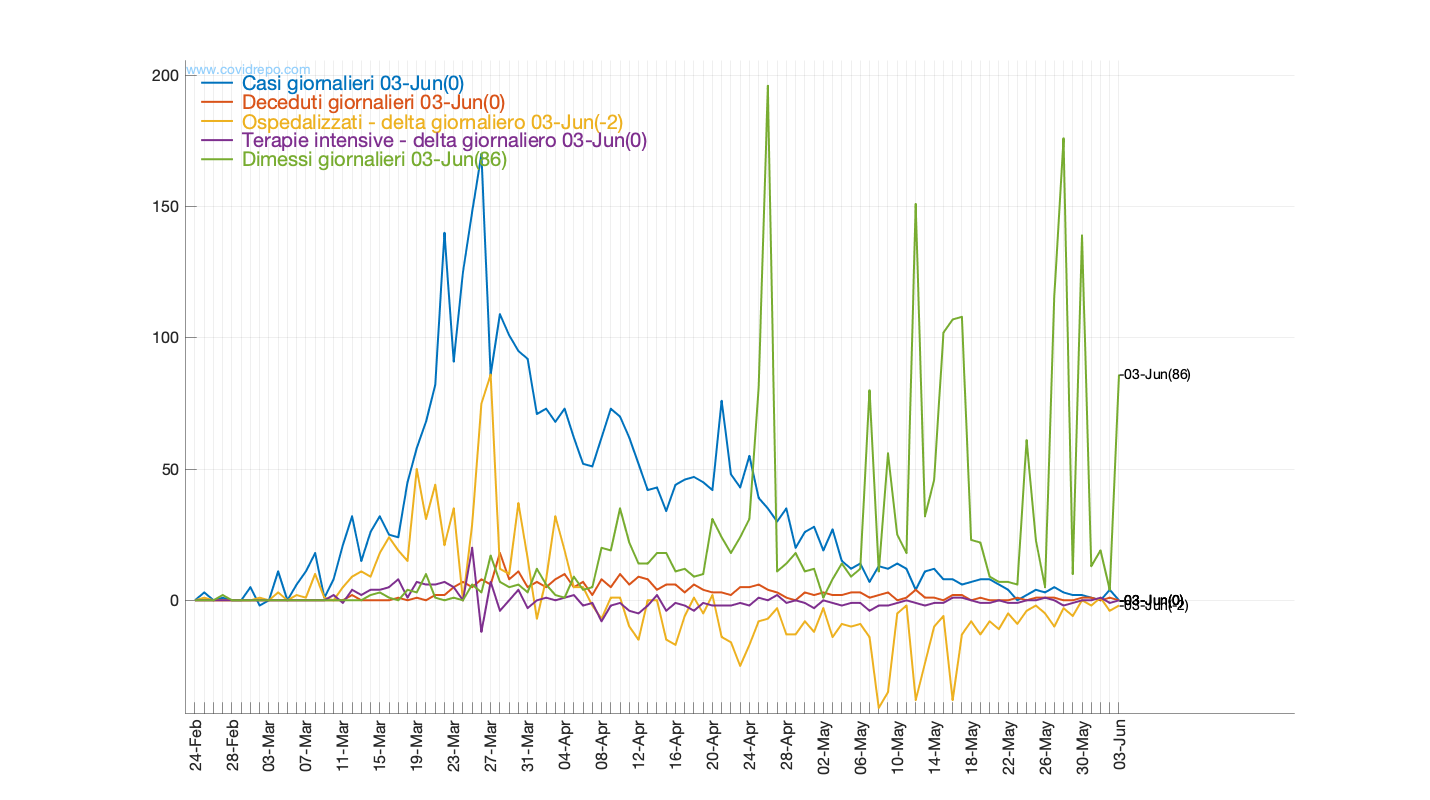 www.covidrepo.com
Casi giornalieri 03-Jun(0)
Deceduti giornalieri 03-Jun(0)
Ospedalizzati - delta giornaliero 03-Jun(-2)
Terapie intensive - delta giornaliero 03-Jun(0)
Dimessi giornalieri 03-Jun(86)
200
150
100
50
0
03-Jun(86)
03-Jun(0)
03-Jun(-2)
24-Feb
28-Feb
03-Mar
07-Mar
11-Mar
15-Mar
19-Mar
23-Mar
27-Mar
31-Mar
04-Apr
08-Apr
12-Apr
16-Apr
20-Apr
24-Apr
28-Apr
02-May
06-May
10-May
14-May
18-May
22-May
26-May
30-May
03-Jun